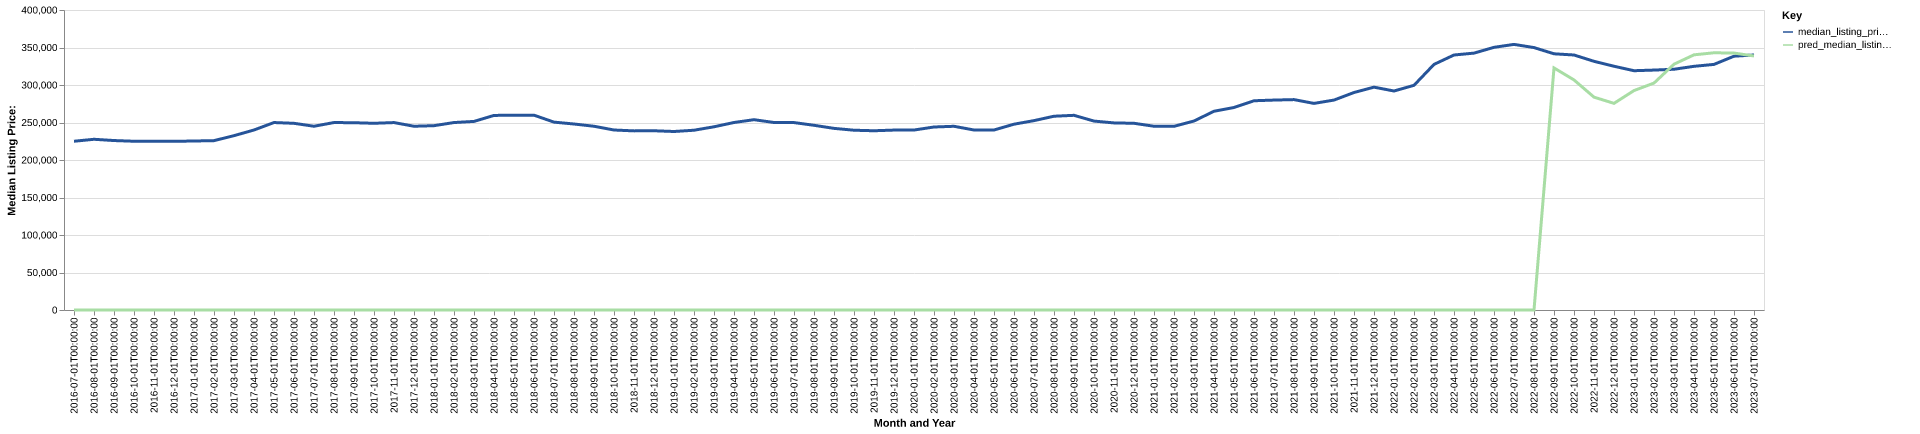 400,000
350,000
300,000
250,000
200,000
150,000
100,000
50,000
0
Median Listing Price:
2016-07-01T00:00:00
2016-08-01T00:00:00
2016-09-01T00:00:00
2016-10-01T00:00:00
2016-11-01T00:00:00
2016-12-01T00:00:00
2017-01-01T00:00:00
2017-02-01T00:00:00
2017-03-01T00:00:00
2017-04-01T00:00:00
2017-05-01T00:00:00
2017-06-01T00:00:00
2017-07-01T00:00:00
2017-08-01T00:00:00
2017-09-01T00:00:00
2017-10-01T00:00:00
2017-11-01T00:00:00
2017-12-01T00:00:00
2018-01-01T00:00:00
2018-02-01T00:00:00
2018-03-01T00:00:00
2018-04-01T00:00:00
2018-05-01T00:00:00
2018-06-01T00:00:00
2018-07-01T00:00:00
2018-08-01T00:00:00
2018-09-01T00:00:00
2018-10-01T00:00:00
2018-11-01T00:00:00
2018-12-01T00:00:00
2019-01-01T00:00:00
2019-02-01T00:00:00
2019-03-01T00:00:00
2019-04-01T00:00:00
2019-05-01T00:00:00
2019-06-01T00:00:00
2019-07-01T00:00:00
2019-08-01T00:00:00
2019-09-01T00:00:00
2019-10-01T00:00:00
2019-11-01T00:00:00
2019-12-01T00:00:00
2020-01-01T00:00:00
2020-02-01T00:00:00
2020-03-01T00:00:00
2020-04-01T00:00:00
2020-05-01T00:00:00
2020-06-01T00:00:00
2020-07-01T00:00:00
2020-08-01T00:00:00
2020-09-01T00:00:00
2020-10-01T00:00:00
2020-11-01T00:00:00
2020-12-01T00:00:00
2021-01-01T00:00:00
2021-02-01T00:00:00
2021-03-01T00:00:00
2021-04-01T00:00:00
2021-05-01T00:00:00
2021-06-01T00:00:00
2021-07-01T00:00:00
2021-08-01T00:00:00
2021-09-01T00:00:00
2021-10-01T00:00:00
2021-11-01T00:00:00
2021-12-01T00:00:00
2022-01-01T00:00:00
2022-02-01T00:00:00
2022-03-01T00:00:00
2022-04-01T00:00:00
2022-05-01T00:00:00
2022-06-01T00:00:00
2022-07-01T00:00:00
2022-08-01T00:00:00
2022-09-01T00:00:00
2022-10-01T00:00:00
2022-11-01T00:00:00
2022-12-01T00:00:00
2023-01-01T00:00:00
2023-02-01T00:00:00
2023-03-01T00:00:00
2023-04-01T00:00:00
2023-05-01T00:00:00
2023-06-01T00:00:00
2023-07-01T00:00:00
Month and Year
Key
median_listing_pri…
pred_median_listin…